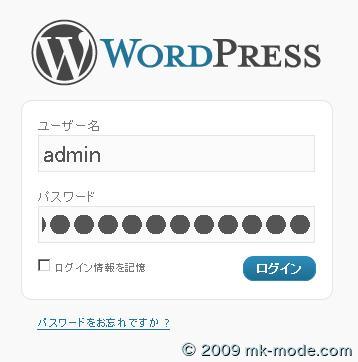 WORDPRESS
ユーザー名
admin
パスワード
ログイン情報を記憶
ログイン
パスワードをお忘れですか ?
© 2009 mk-mode.com